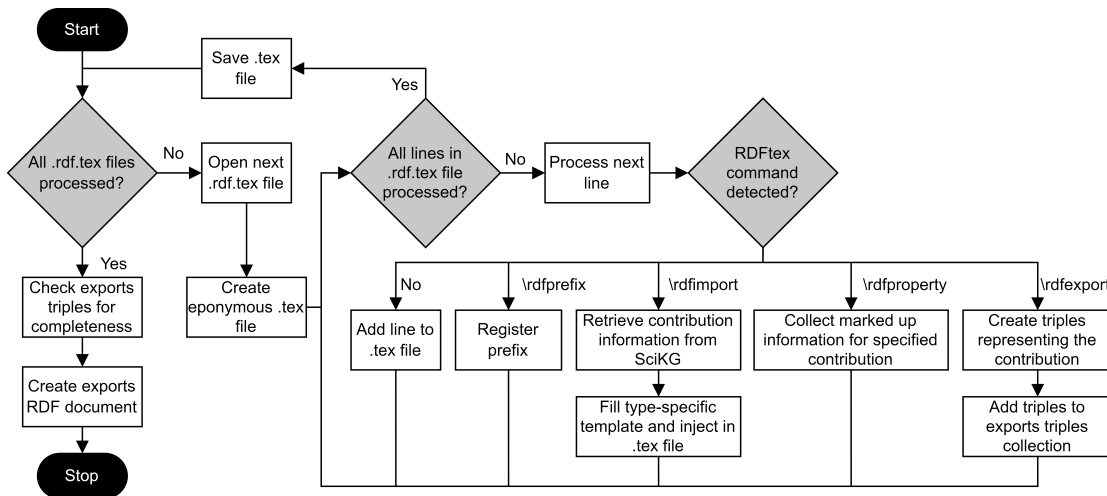 Start
Save .tex
file
Yes
All .rdf.tex files
processed?
No
Open next
.rdf.tex file
All lines in
.rdf.tex file
processed?
No
Process next
line
RDFtex
command
detected?
Yes
Check exports
triples for
completeness
Create
eponymous .tex
file
No
\rdfprefix
\rdfimport
\rdfproperty
\rdfexport
Add line to
.tex file
Register
prefix
Retrieve contribution
information from
SciKG
Collect marked up
information for specified
contribution
Create triples
representing the
contribution
Create exports
RDF document
Fill type-specific
template and inject in
.tex file
Add triples to
exports triples
collection
Stop